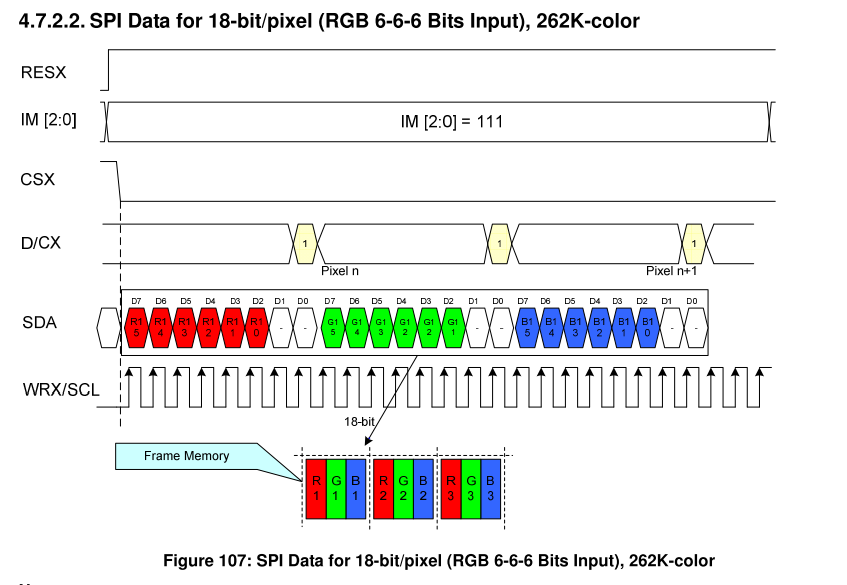 4.7.2.2. SPI Data for 18-bit/pixel (RGB 6-6-6 Bits Input), 262K-color
RESX
IM [2:0]
IM [2:0] = 111
CSX
D/CX
1
1
1
Pixel n
Pixel n+1
D7 D6 D5 D4 D3 D2 D1 D0 D7 D6 D5 D4 D3 D2 D1 D0 D7 D6 D5 D4 D3 D2 D1 D0
SDA
R1 R1 R1 R1 R1 R1 - - G1 G1 G1 G1 G1 G1 - - B1 B1 B1 B1 B1 B1 - -
5 4 3 2 1 0 5 4 3 2 2 1 5 4 3 2 1 0
WRX/SCL
18-bit
Frame Memory
R G B R G B R G B
1 1 1 2 2 2 3 3 3
Figure 107: SPI Data for 18-bit/pixel (RGB 6-6-6 Bits Input), 262K-color